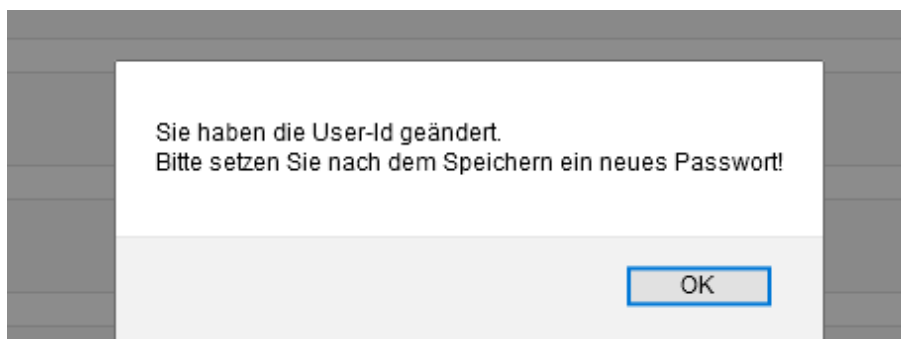 Sie haben die User-Id geändert.
Bitte setzen Sie nach dem Speichern ein neues Passwort!
OK